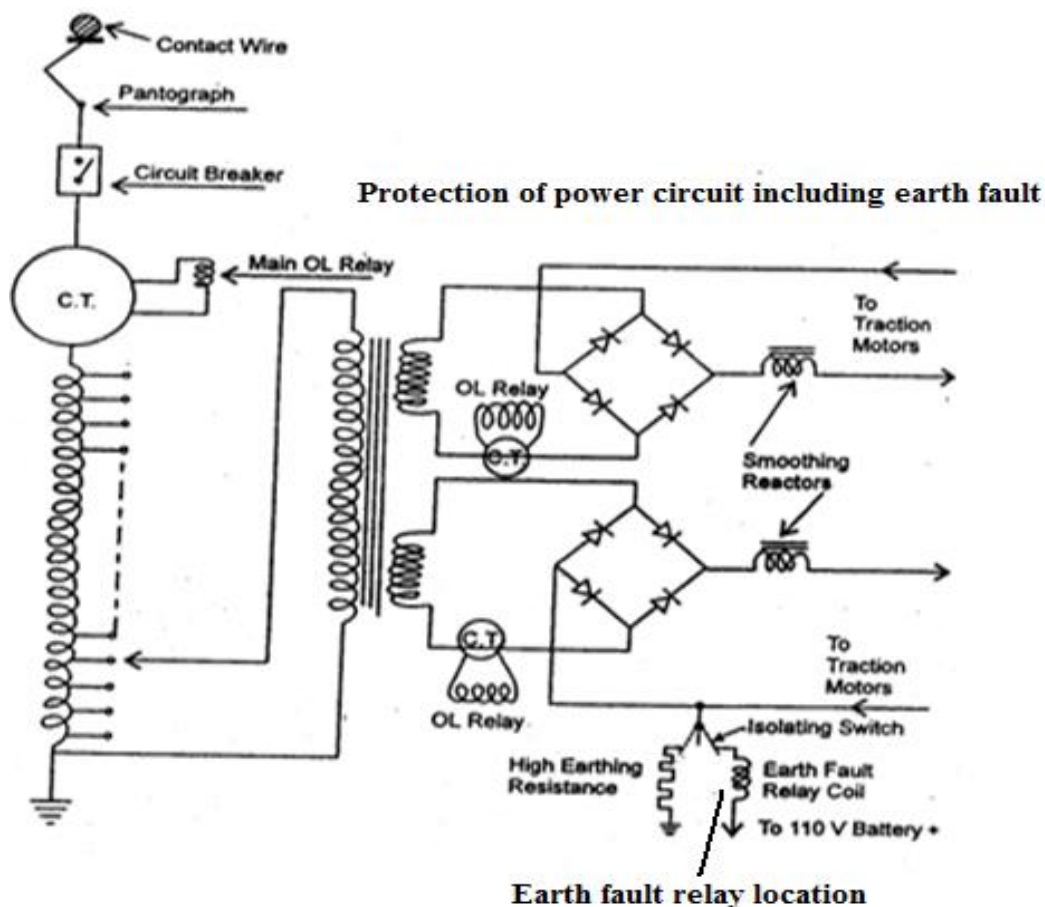 Contact Wire
Pantograph
Circuit Breaker
Protection of power circuit including earth fault
Main OL Relay
C.T.
To
Traction
Motors
OL Relay
C.T.
Smoothing
Reactors
C.T
OL Relay
To
Traction
Motors
Isolating Switch
High Earthing
Resistance
Earth Fault
Relay Coil
To 110 V Battery +
Earth fault relay location